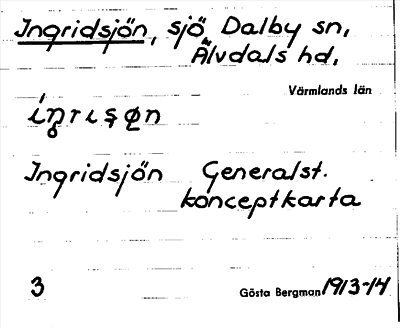 Ingridsjön, sjö, Dalby sn,
Älvdals hd,
Värmlands län
Ingridsjön Generalst.
konceptkarta
3 Gösta Bergman 1913-14